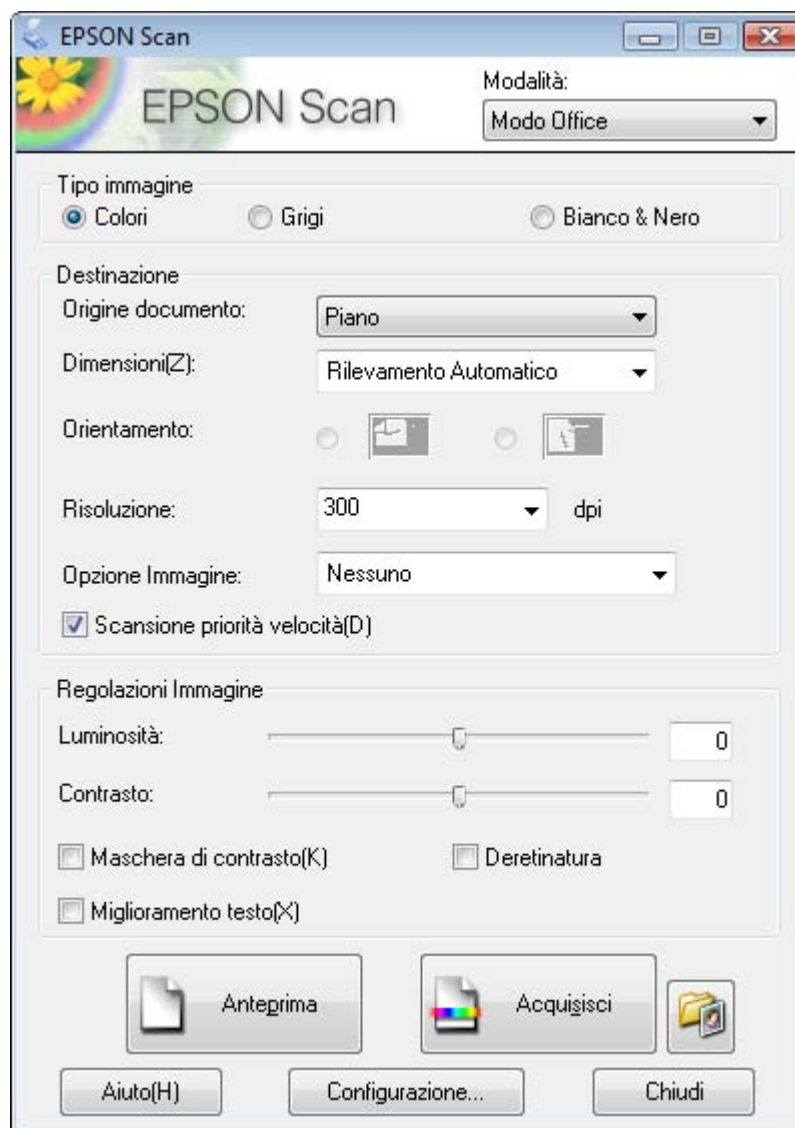 EPSON Scan
EPSON Scan
Modalità:
Modo Office
Tipo immagine
Colori
Grigi
Bianco & Nero
Destinazione
Origine documento:
Piano
Dimensioni(Z):
Rilevamento Automatico
Orientamento:
Risoluzione:
300
dpi
Opzione Immagine:
Nessuno
Scansione priorità velocità(D)
Regolazioni Immagine
Luminosità:
0
Contrasto:
0
Maschera di contrasto(K)
Deretinatura
Miglioramento testo(X)
Anteprima
Acquisisci
Aiuto(H)
Configurazione...
Chiudi